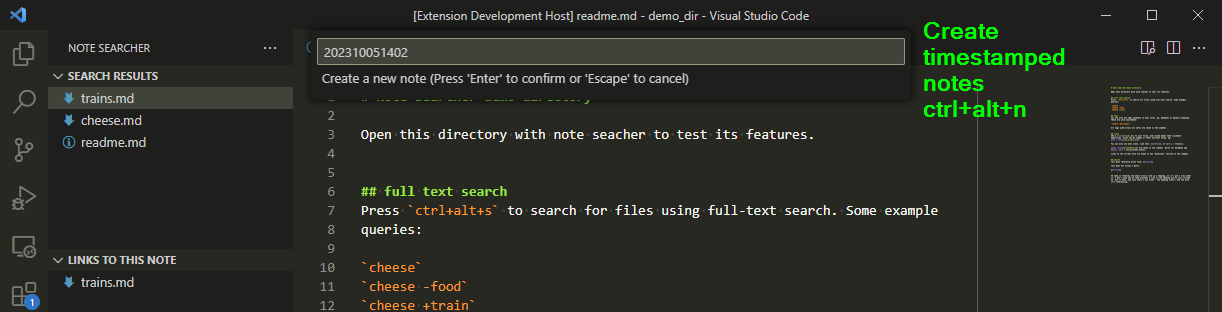 [Extension Development Host] readme.md - demo_dir - Visual Studio Code
NOTE SEARCHER
SEARCH RESULTS
trains.md
cheese.md
readme.md
LINKS TO THIS NOTE
trains.md
1
202310051402
Create a new note (Press 'Enter' to confirm or 'Escape' to cancel)
2
3 Open this directory with note seacher to test its features.
4
5
6 ## full text search
7 Press `ctrl+alt+s` to search for files using full-text search. Some example
8 queries:
9
10 `cheese`
11 `cheese -food`
12 `cheese +train`
Create
timestamped
notes
ctrl+alt+n